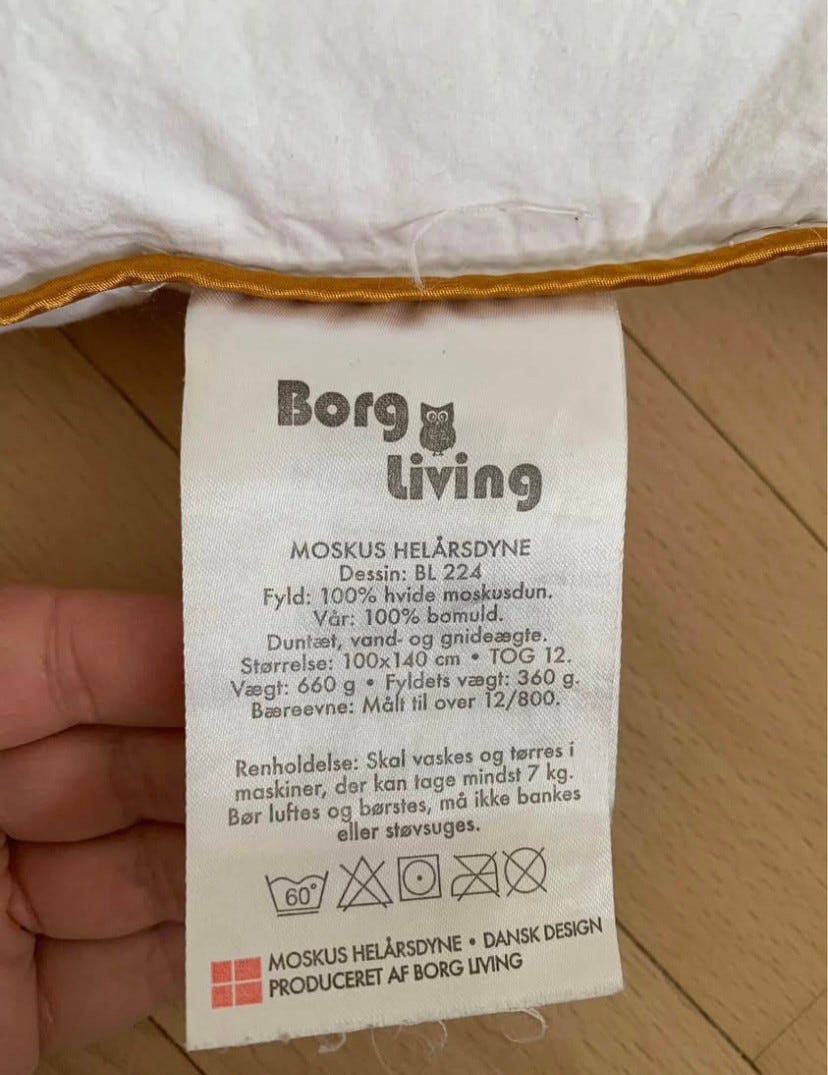 Borg
Living
MOSKUS HELÅRSDYNE
Dessin: BL 224
Fyld: 100% hvide moskusdun.
Vår: 100% bomuld.
Duntæt, vand- og gnideægte.
Størrelse: 100x140 cm • TOG 12.
Vægt: 660 g • Fyldets vægt: 360 g.
Bæreevne: Målt til over 12/800.
Renholdelse: Skal vaskes og tørres i
maskiner, der kan tage mindst 7 kg.
Bør luftes og børstes, må ikke bankes
eller støvsuges.
60°
MOSKUS HELÅRSDYNE • DANSK DESIGN
PRODUCERET AF BORG LIVING